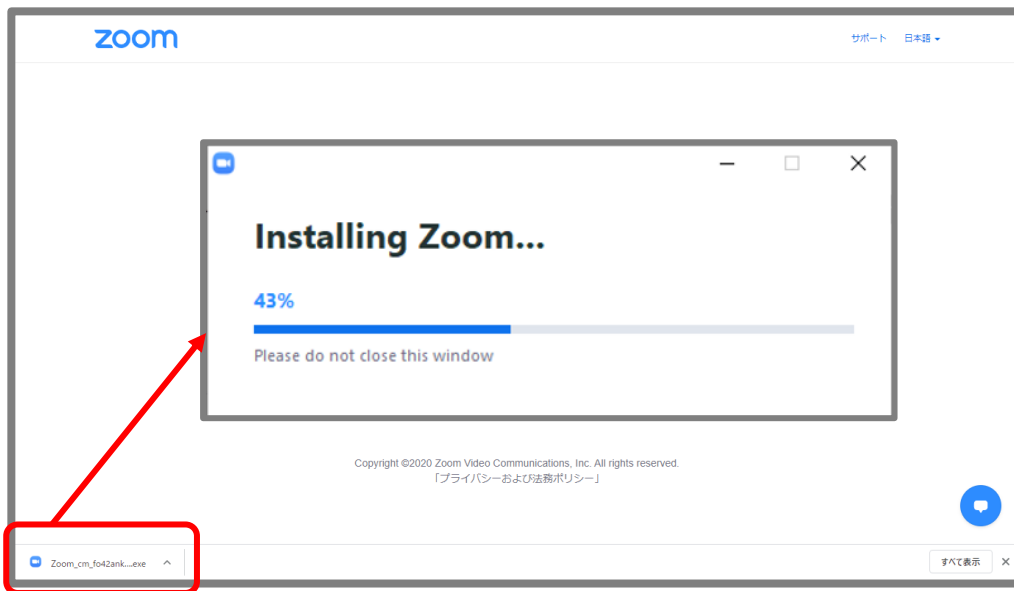 zoom
サポート 日本語
Installing Zoom...
43%
Please do not close this window
Copyright ©2020 Zoom Video Communications, Inc. All rights reserved.
「プライバシーおよび法務ポリシー」
Zoom_cm_fo42ank....exe
すべて表示